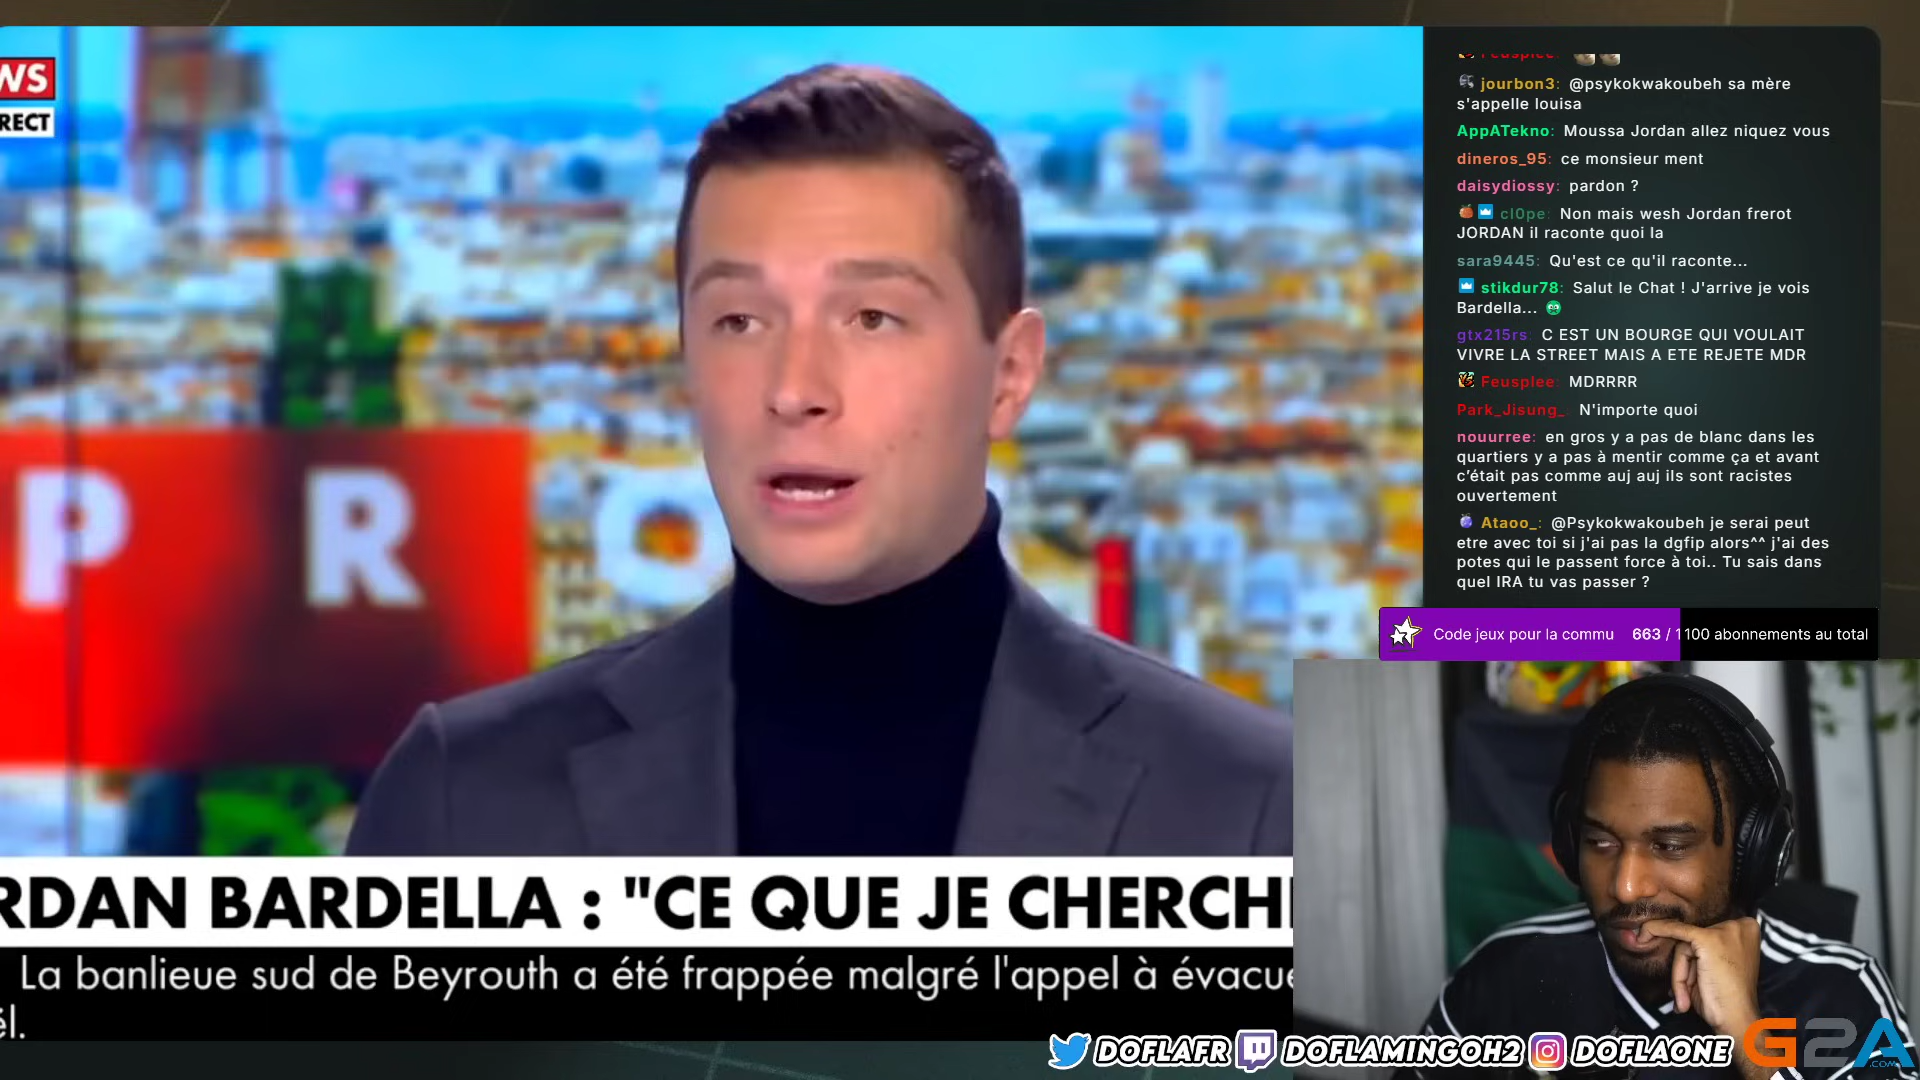 WS
RECT
P R O
RDAN BARDELLA : "CE QUE JE CHERCH
La banlieue sud de Beyrouth a été frappée malgré l'appel à évacue
él.
Feusplee:
jourbon3: @psykokwakoubeh sa mère
s'appelle louisa
AppATekno: Moussa Jordan allez niquez vous
dineros_95: ce monsieur ment
daisydiossy: pardon ?
cl0pe: Non mais wesh Jordan frerot
JORDAN il raconte quoi la
sara9445: Qu'est ce qu'il raconte...
stikdur78: Salut le Chat ! J'arrive je vois
Bardella...
gtx215rs: C EST UN BOURGE QUI VOULAIT
VIVRE LA STREET MAIS A ETE REJETE MDR
Feusplee: MDRRRR
Park_Jisung_: N'importe quoi
nouurree: en gros y a pas de blanc dans les
quartiers y a pas à mentir comme ça et avant
c'était pas comme auj auj ils sont racistes
ouvertement
Ataoo_: @Psykokwakoubeh je serai peut
etre avec toi si j'ai pas la dgfip alors^^ j'ai des
potes qui le passent force à toi.. Tu sais dans
quel IRA tu vas passer ?
Code jeux pour la commu 663 / 1100 abonnements au total
DOFLAFR DOFLAMINGOH2 DOFLAONE
G2A
.COM